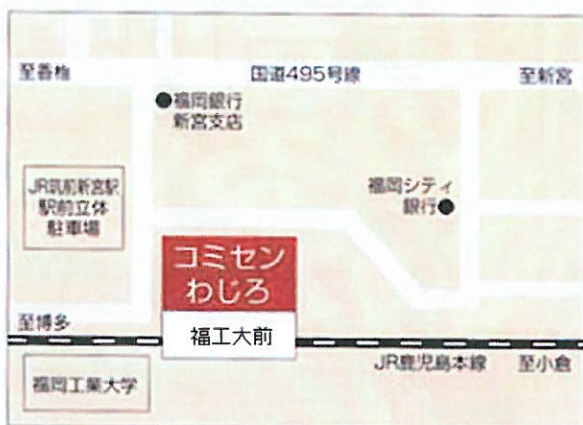 至香椎
国道495号線
至新宮
福岡銀行
新宮支店
JR筑前新宮駅
駅前立体
駐車場
福岡シティ
銀行
コミセン
わじろ
福工大前
至博多
JR鹿児島本線
至小倉
福岡工業大学